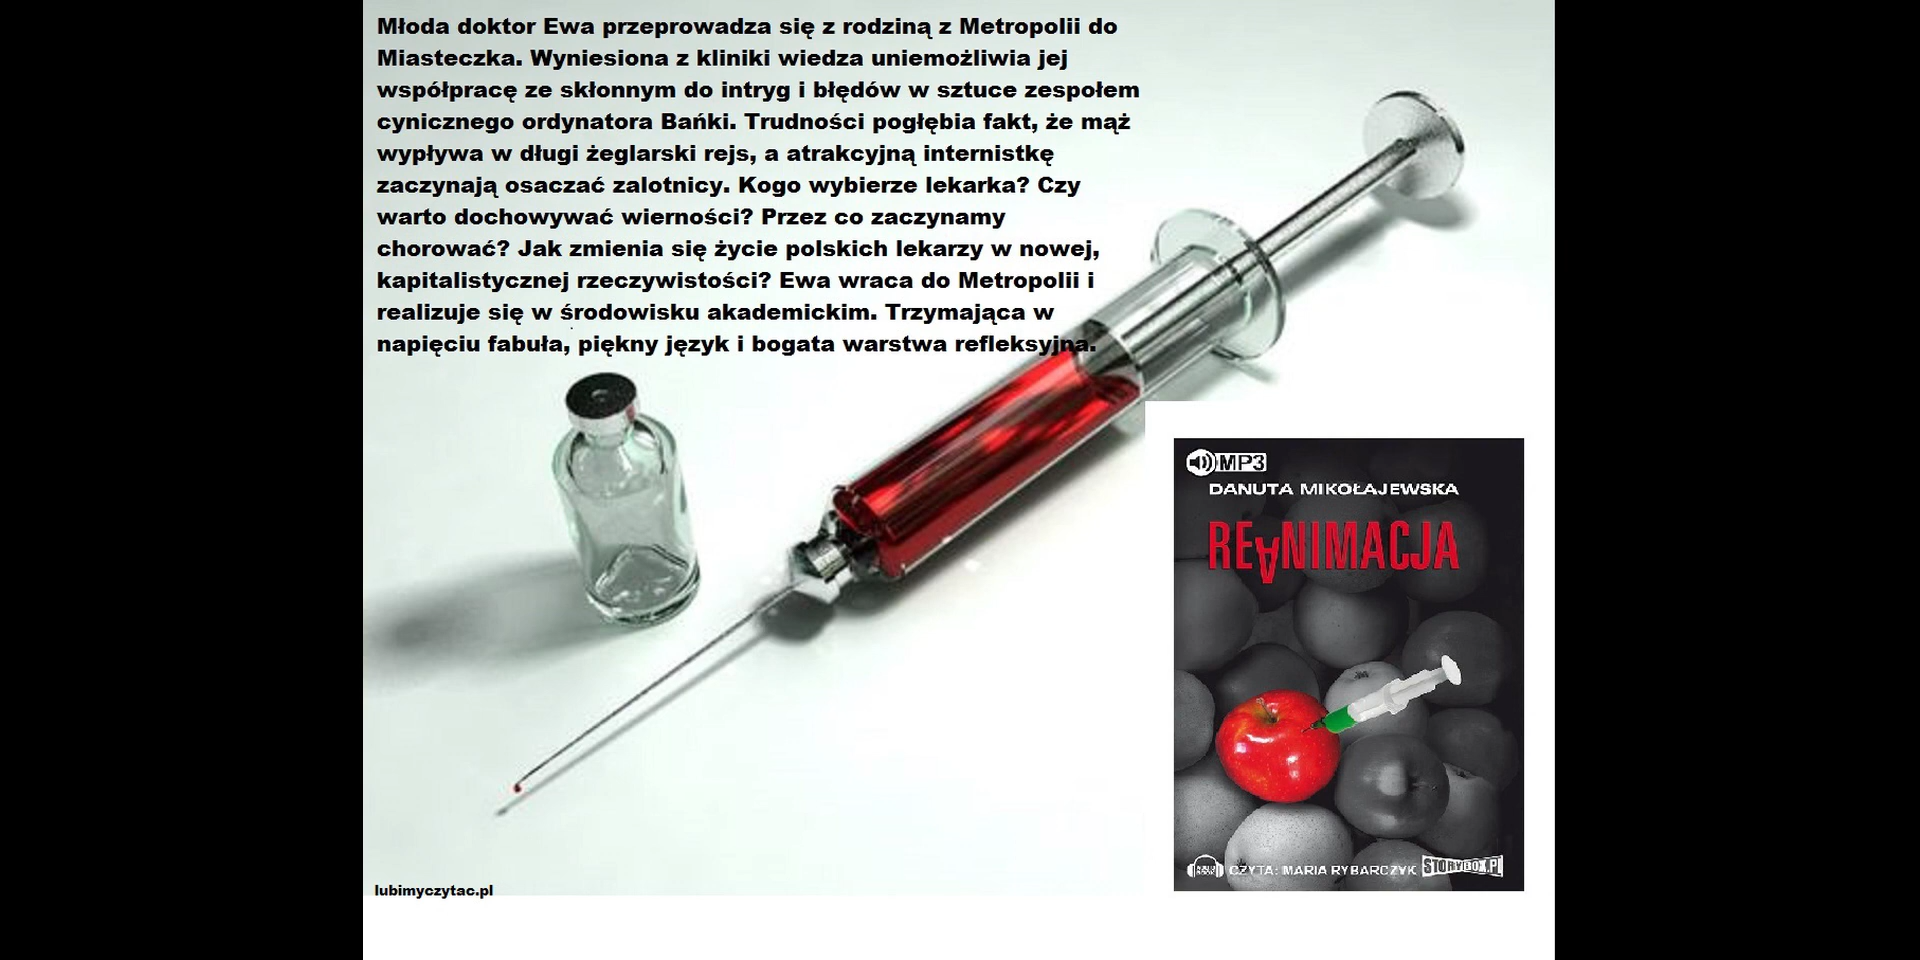 Młoda doktor Ewa przeprowadza się z rodziną z Metropolii do
Miasteczka. Wyniesiona z kliniki wiedza uniemożliwia jej
współpracę ze skłonnym do intryg i błędów w sztuce zespołem
cynicznego ordynatora Bańki. Trudności pogłębia fakt, że mąż
wypływa w długi żeglarski rejs, a atrakcyjną internistkę
zaczynają osaczać zalotnicy. Kogo wybierze lekarka? Czy
warto dochowywać wierności? Przez co zaczynamy
chorować? Jak zmienia się życie polskich lekarzy w nowej,
kapitalistycznej rzeczywistości? Ewa wraca do Metropolii i
realizuje się w środowisku akademickim. Trzymająca w
napięciu fabuła, piękny język i bogata warstwa refleksyjna.
MP3
DANUTA MIKOŁAJEWSKA
REANIMACJA
CZYTA: MARIA RYBARCZYK
STORYBOX.PL
lubimyczytac.pl